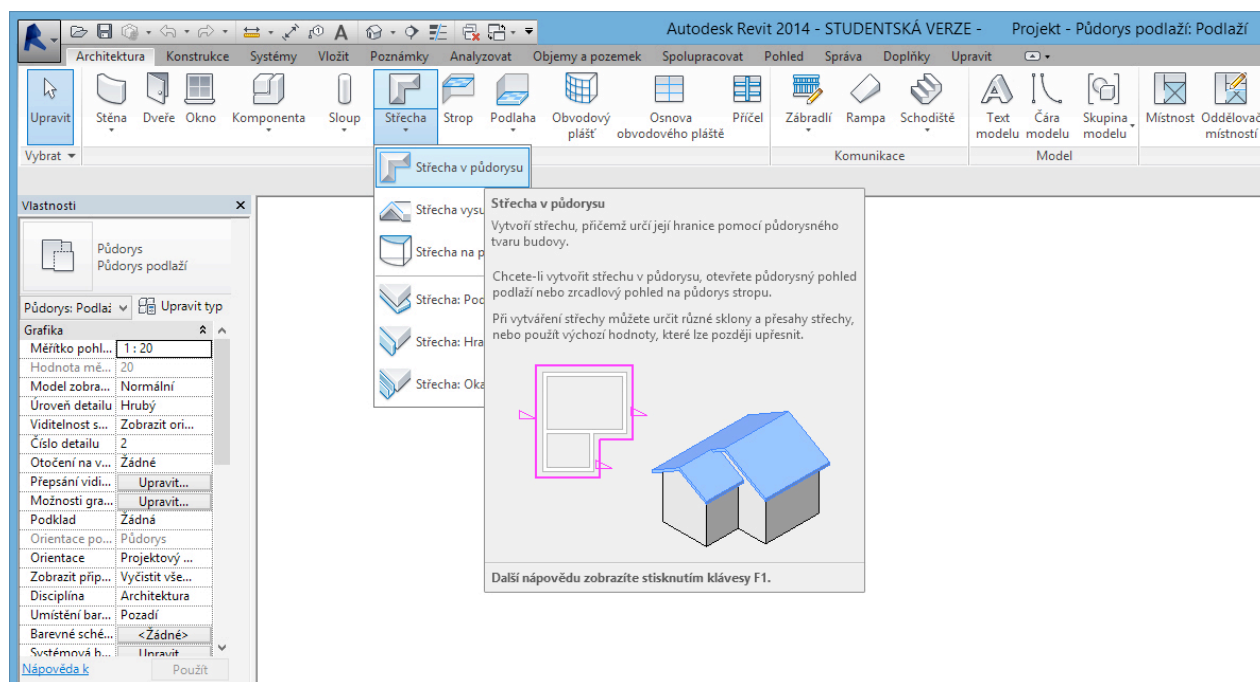 Autodesk Revit 2014 - STUDENTSKÁ VERZE - Projekt - Půdorys podlaží: Podlaží
Architektura Konstrukce Systémy Vložit Poznámky Analyzovat Objemy a pozemek Spolupracovat Pohled Správa Doplňky Upravit
Upravit Stěna Dveře Okno Komponenta Sloup Střecha Strop Podlaha Obvodový plášť Osnova obvodového pláště Příčel Zábradlí Rampa Schodiště Text modelu Čára modelu Skupina modelu Místnost Oddělovač místností
Vybrat Komunikace Model
Střecha v půdorysu
Střecha vysu
Střecha na p
Střecha: Pod
Střecha: Hra
Střecha: Oka
Střecha v půdorysu
Vytvoří střechu, přičemž určí její hranice pomocí půdorysného
tvaru budovy.
Chcete-li vytvořit střechu v půdorysu, otevřete půdorysný pohled
podlaží nebo zrcadlový pohled na půdorys stropu.
Při vytváření střechy můžete určit různé sklony a přesahy střechy,
nebo použít výchozí hodnoty, které lze později upřesnit.
Další nápovědu zobrazíte stisknutím klávesy F1.
Vlastnosti
Půdorys
Půdorys podlaží
Půdorys: Podlaž Upravit typ
Grafika
Měřítko pohl... 1 : 20
Hodnota mě... 20
Model zobra... Normální
Úroveň detailu Hrubý
Viditelnost s... Zobrazit ori...
Číslo detailu 2
Otočení na v... Žádné
Přepsání vidi... Upravit...
Možnosti gra... Upravit...
Podklad Žádná
Orientace po... Půdorys
Orientace Projektový ...
Zobrazit přip... Vyčistit vše...
Disciplína Architektura
Umístění bar... Pozadí
Barevné sché... <Žádné>
Systémová b... Upravit
Nápověda k Použít